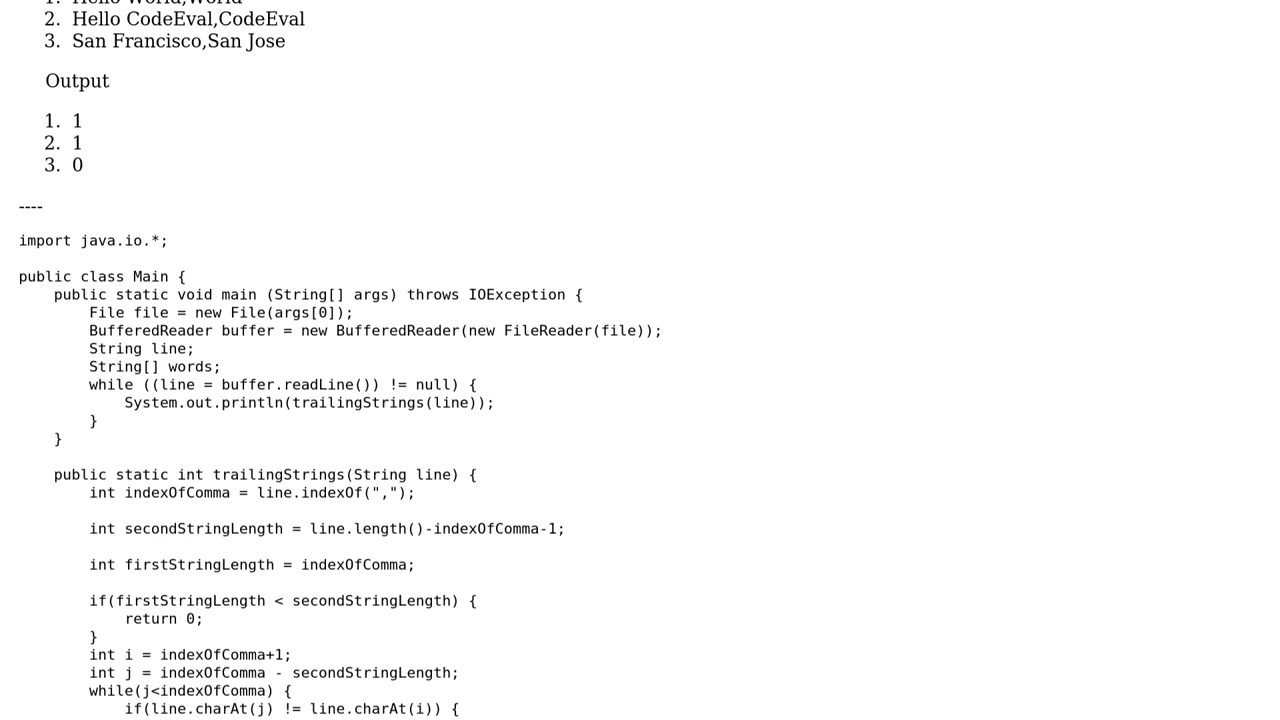 1. Hello World,World
2. Hello CodeEval,CodeEval
3. San Francisco,San Jose
Output
1. 1
2. 1
3. 0
----
import java.io.*;
public class Main {
    public static void main (String[] args) throws IOException {
        File file = new File(args[0]);
        BufferedReader buffer = new BufferedReader(new FileReader(file));
        String line;
        String[] words;
        while ((line = buffer.readLine()) != null) {
            System.out.println(trailingStrings(line));
        }
    }
    public static int trailingStrings(String line) {
        int indexOfComma = line.indexOf(",");
        int secondStringLength = line.length()-indexOfComma-1;
        int firstStringLength = indexOfComma;
        if(firstStringLength < secondStringLength) {
            return 0;
        }
        int i = indexOfComma+1;
        int j = indexOfComma - secondStringLength;
        while(j<indexOfComma) {
            if(line.charAt(j) != line.charAt(i)) {